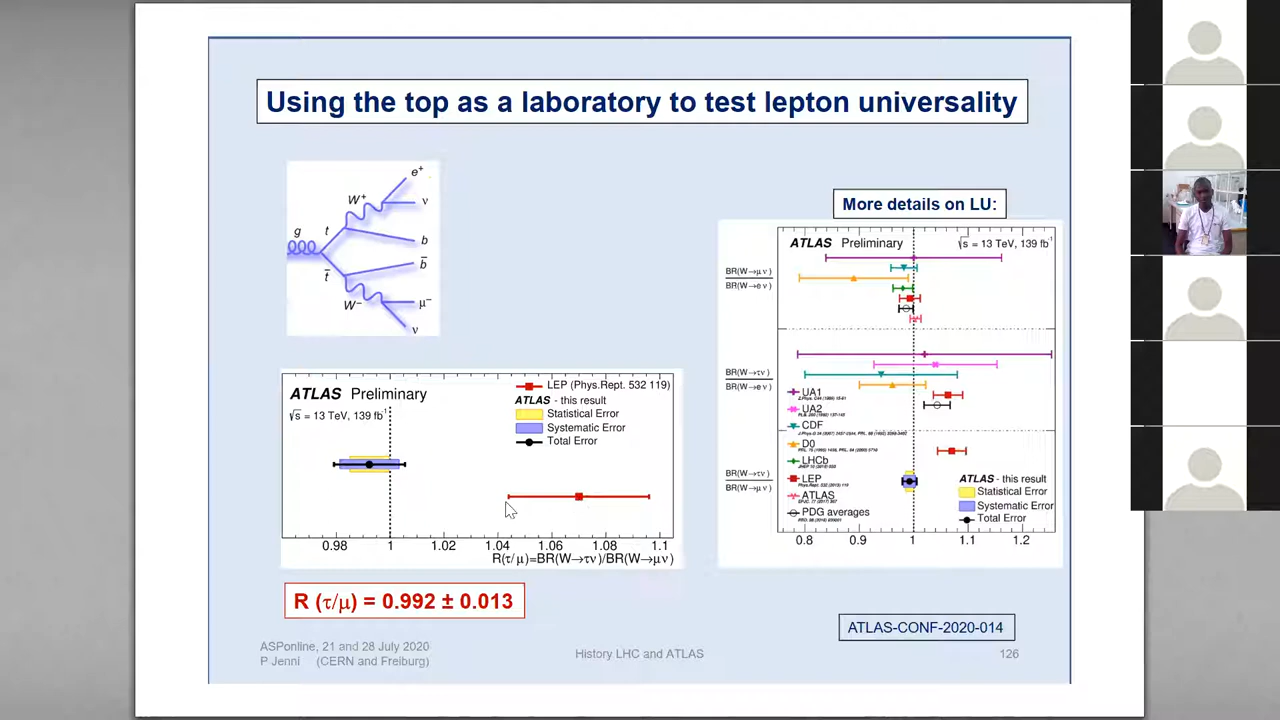 Using the top as a laboratory to test lepton universality
e+
W+
ν
g
t
b
t̄
b̄
W−
μ−
ν
More details on LU:
ATLAS Preliminary
√s = 13 TeV, 139 fb-1
BR(W→μν)
BR(W→eν)
BR(W→τν)
BR(W→eν)
UA1
UA2
CDF
D0
LHCb
BR(W→τν)
BR(W→μν)
LEP
ATLAS
PDG averages
ATLAS - this result
Statistical Error
Systematic Error
Total Error
0.8 0.9 1 1.1 1.2
ATLAS Preliminary
√s = 13 TeV, 139 fb-1
LEP (Phys.Rept. 532 119)
ATLAS - this result
Statistical Error
Systematic Error
Total Error
0.98 1 1.02 1.04 1.06 1.08 1.1
R(τ/μ)=BR(W→τν)/BR(W→μν)
R (τ/μ) = 0.992 ± 0.013
ATLAS-CONF-2020-014
ASPonline, 21 and 28 July 2020
P Jenni (CERN and Freiburg)
History LHC and ATLAS
126